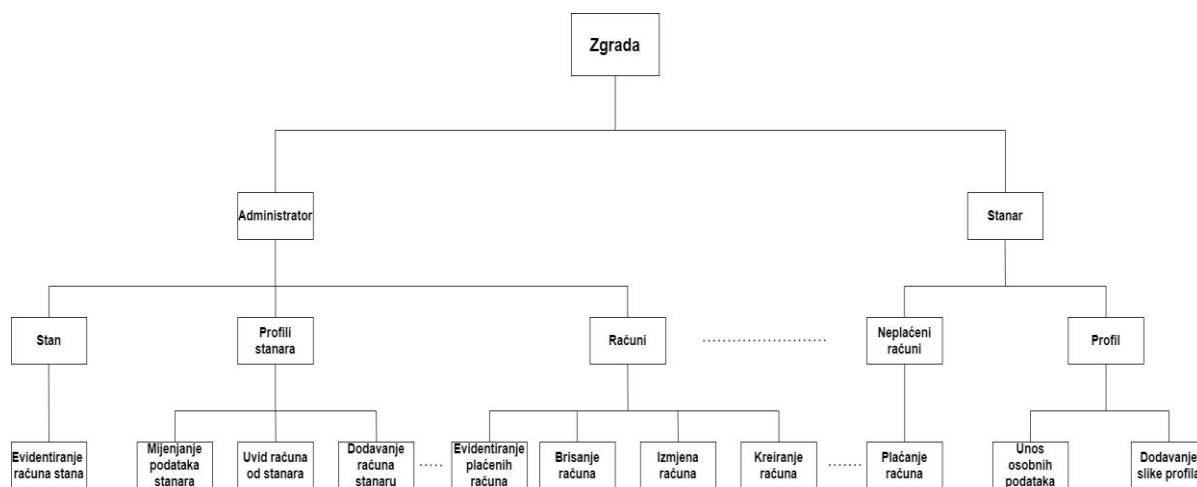 Zgrada
Administrator
Stanar
Stan
Profili
stanara
Računi
Neplaćeni
računi
Profil
Evidentiranje
računa stana
Mijenjanje
podataka
stanara
Uvid računa
od stanara
Dodavanje
računa
stanaru
Evidentiranje
plaćenih
računa
Brisanje
računa
Izmjena
računa
Kreiranje
računa
Plaćanje
računa
Unos
osobnih
podataka
Dodavanje
slike profila